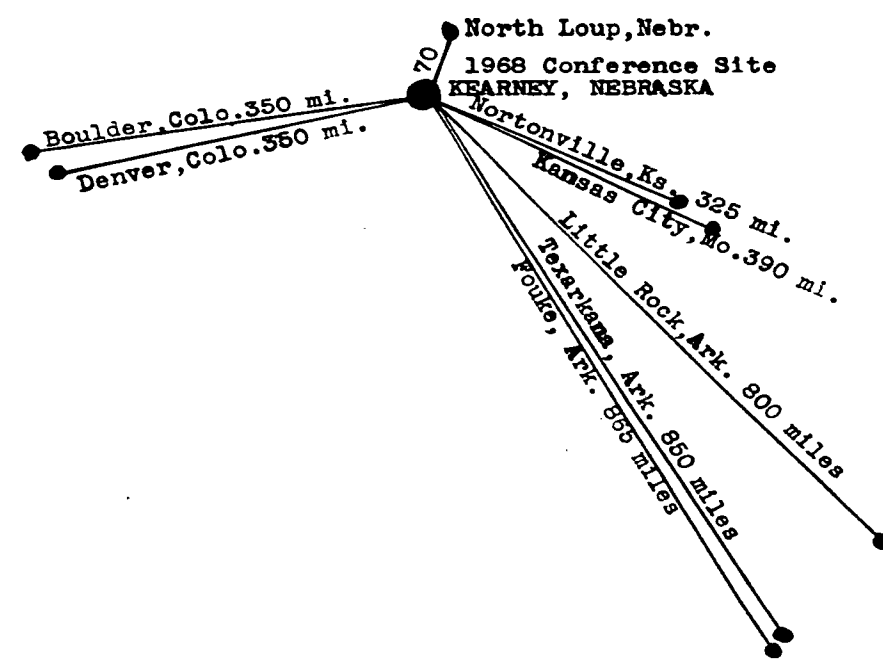 North Loup,Nebr.
70
1968 Conference Site
KEARNEY, NEBRASKA
Boulder,Colo.350 mi.
Denver,Colo.350 mi.
Nortonville,Ks. 325 mi.
Kansas City,Mo.390 mi.
Little Rock,Ark. 800 miles
Texarkama, Ark. 850 miles
Fouke, Ark. 865 miles